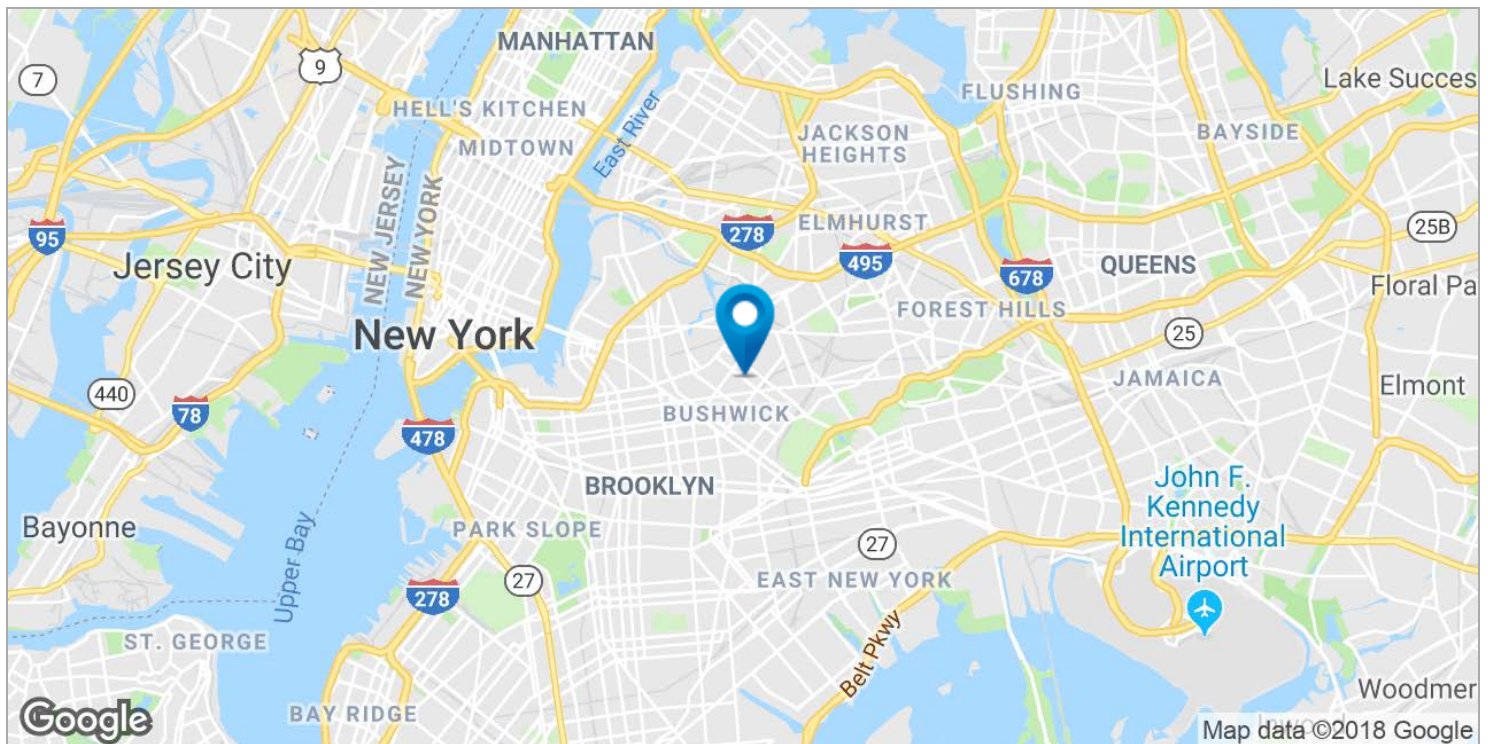 MANHATTAN
7
9
Lake Succes
FLUSHING
HELL'S KITCHEN
East River
JACKSON
HEIGHTS
BAYSIDE
MIDTOWN
NEW JERSEY
NEW YORK
278
ELMHURST
25B
95
495
Jersey City
678
QUEENS
Floral Pa
FOREST HILLS
New York
25
440
78
JAMAICA
Elmont
BUSHWICK
478
BROOKLYN
John F.
Kennedy
International
Airport
Bayonne
PARK SLOPE
27
Upper Bay
27
EAST NEW YORK
278
ST. GEORGE
Belt Pkwy
Woodmer
BAY RIDGE
Google
Map data ©2018 Google